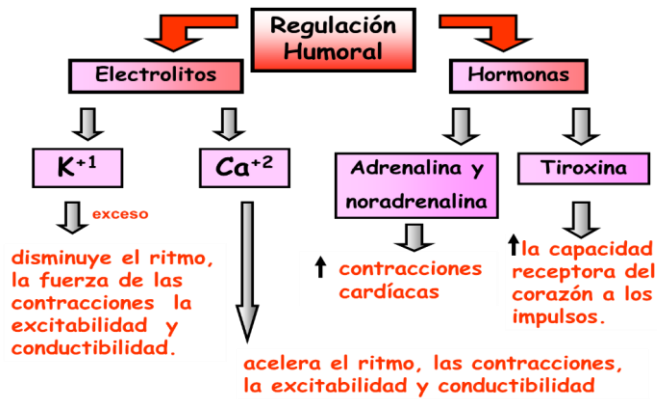 Regulación
Humoral
Electrolitos
Hormonas
K+1
Ca+2
Adrenalina y
noradrenalina
Tiroxina
exceso
disminuye el ritmo,
la fuerza de las
contracciones la
excitabilidad y
conductibilidad.
acelera el ritmo, las contracciones,
la excitabilidad y conductibilidad
contracciones
cardíacas
la capacidad
receptora del
corazón a los
impulsos.